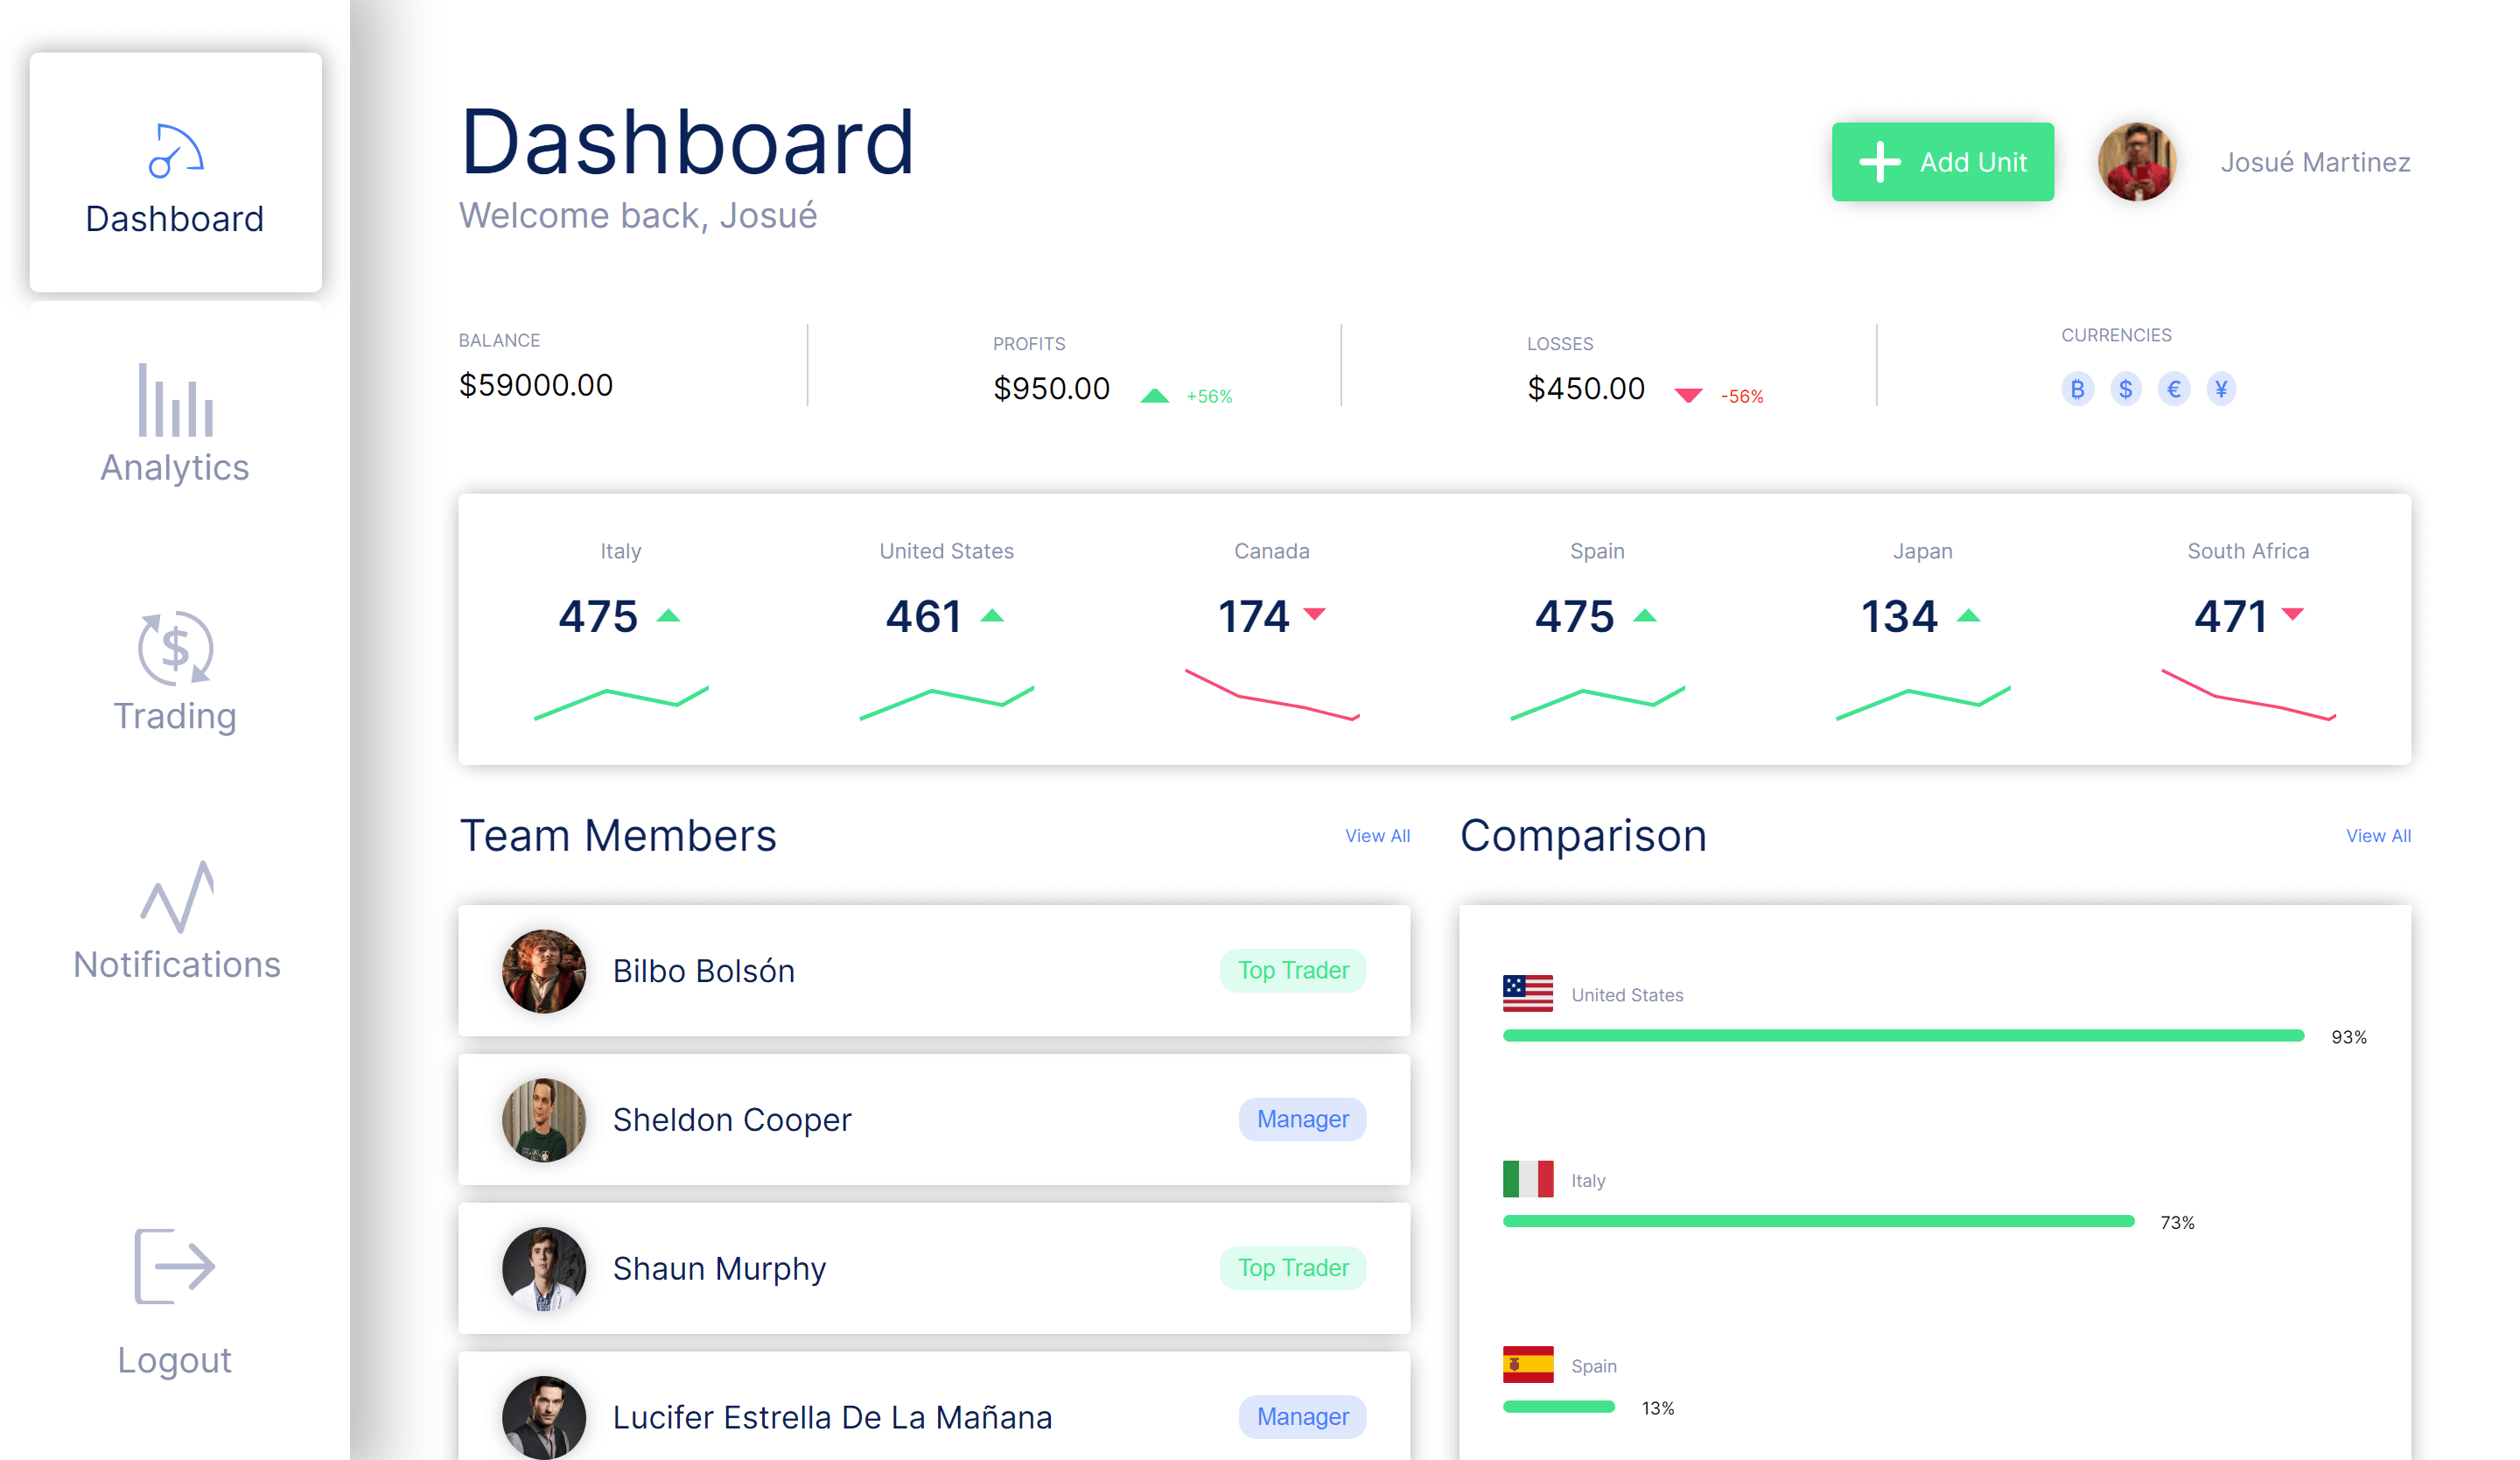 Dashboard
Analytics
$
Trading
Notifications
Logout
Dashboard
Welcome back, Josué
Add Unit
Josué Martinez
BALANCE
$59000.00
PROFITS
$950.00 +56%
LOSSES
$450.00 -56%
CURRENCIES
₿ $ € ¥
Italy
475
United States
461
Canada
174
Spain
475
Japan
134
South Africa
471
Team Members
View All
Bilbo Bolsón
Top Trader
Sheldon Cooper
Manager
Shaun Murphy
Top Trader
Lucifer Estrella De La Mañana
Manager
Comparison
View All
United States
93%
Italy
73%
Spain
13%